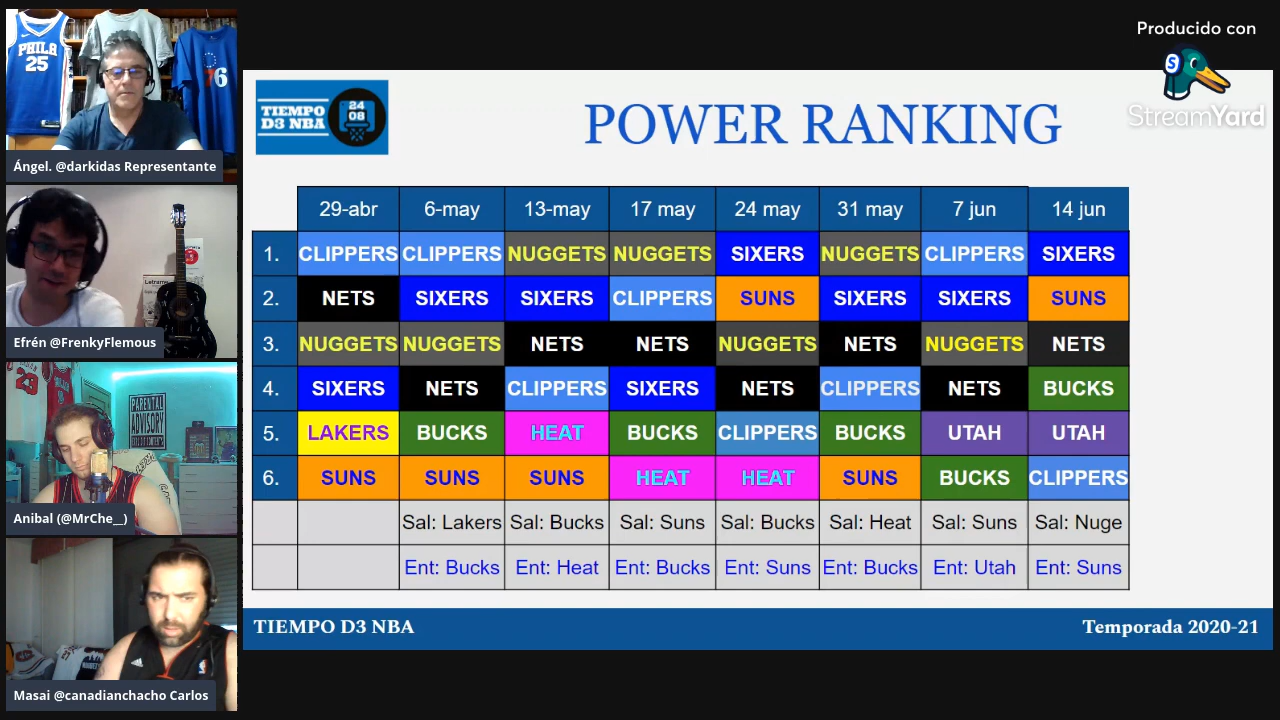 Producido con
StreamYard
PHILA
25
76
Ángel. @darkidas Representante
Efrén @FrenkyFlemous
23
PARENTAL
ADVISORY
Anibal (@MrChe__)
Masai @canadianchacho Carlos
TIEMPO
D3 NBA
24
08
POWER RANKING
29-abr 6-may 13-may 17 may 24 may 31 may 7 jun 14 jun
1. CLIPPERS CLIPPERS NUGGETS NUGGETS SIXERS NUGGETS CLIPPERS SIXERS
2. NETS SIXERS SIXERS CLIPPERS SUNS SIXERS SIXERS SUNS
3. NUGGETS NUGGETS NETS NETS NUGGETS NETS NUGGETS NETS
4. SIXERS NETS CLIPPERS SIXERS NETS CLIPPERS NETS BUCKS
5. LAKERS BUCKS HEAT BUCKS CLIPPERS BUCKS UTAH UTAH
6. SUNS SUNS SUNS HEAT HEAT SUNS BUCKS CLIPPERS
Sal: Lakers Sal: Bucks Sal: Suns Sal: Bucks Sal: Heat Sal: Suns Sal: Nuge
Ent: Bucks Ent: Heat Ent: Bucks Ent: Suns Ent: Bucks Ent: Utah Ent: Suns
TIEMPO D3 NBA
Temporada 2020-21